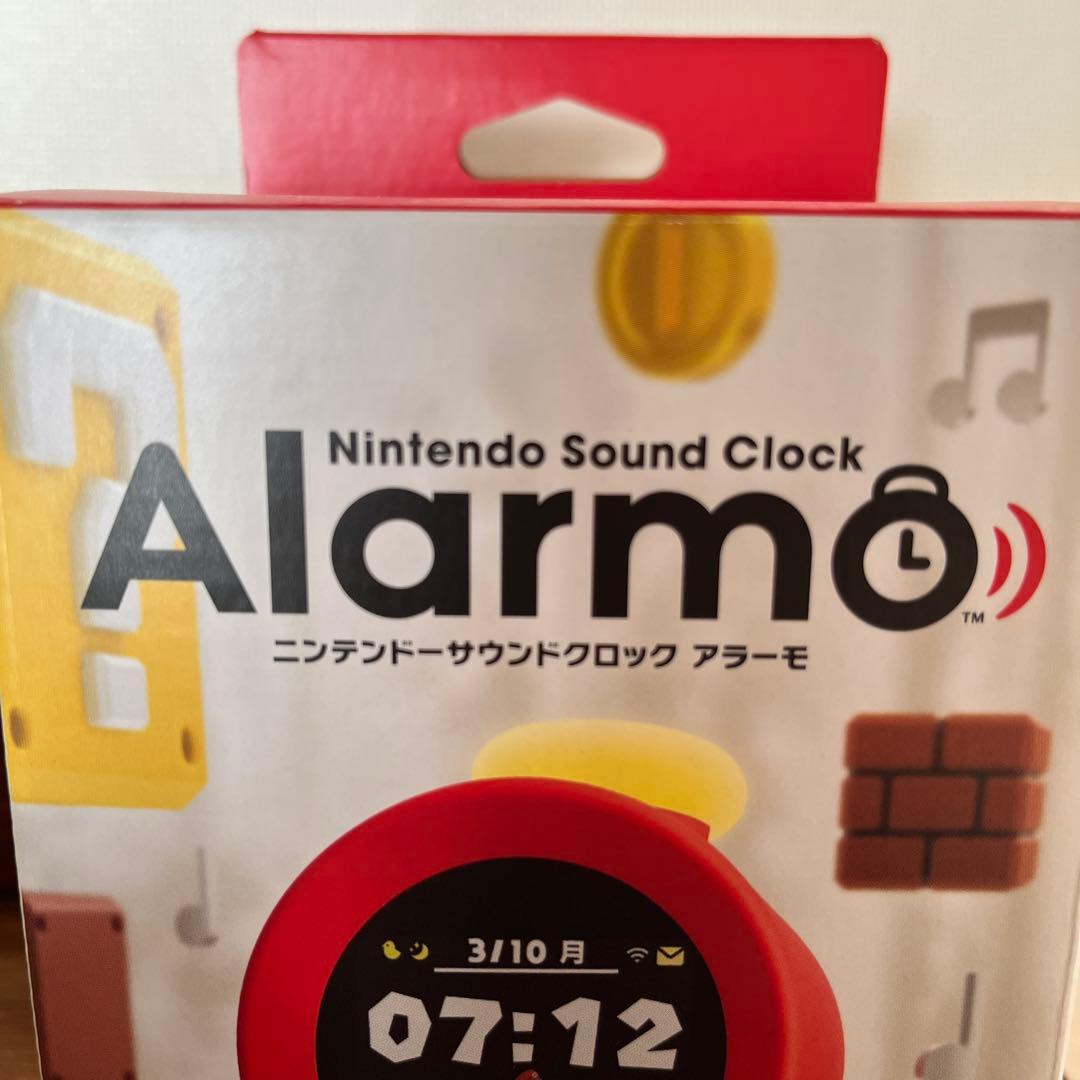 Nintendo Sound Clock
Alarmo
TM
ニンテンドーサウンドクロック アラーモ
3/10 月
07:12